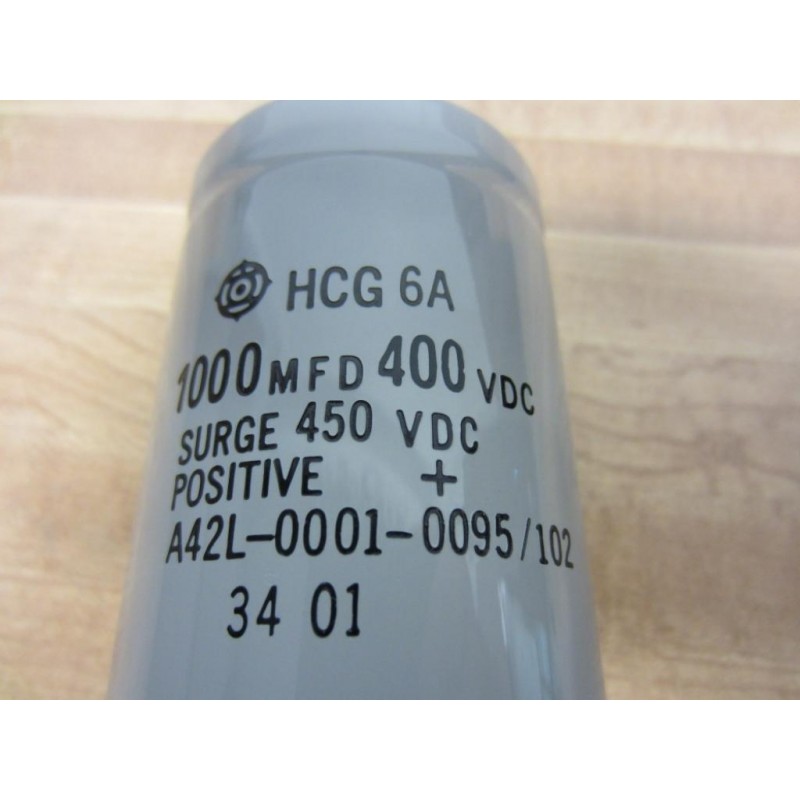 HCG 6A
1000 MFD 400 VDC
SURGE 450 VDC
POSITIVE +
A42L-0001-0095/102
34 01